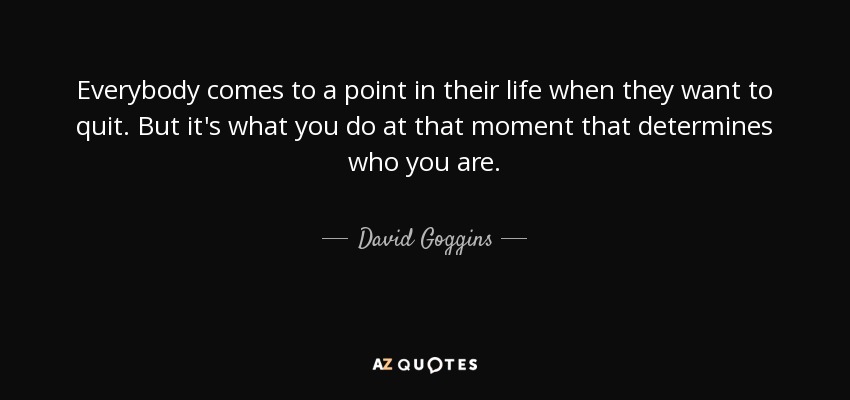 Everybody comes to a point in their life when they want to
quit. But it's what you do at that moment that determines
who you are.
— David Goggins —
AZ QUOTES